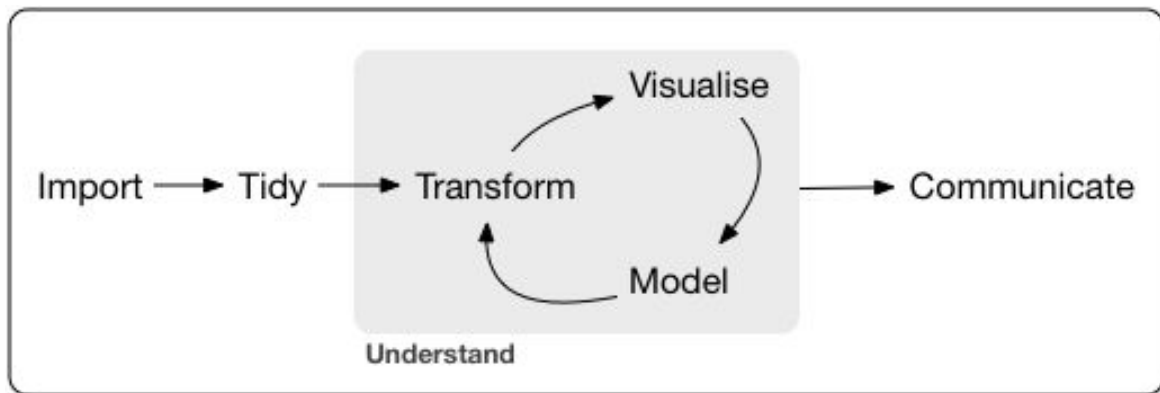 Visualise
Import
Tidy
Transform
Communicate
Model
Understand